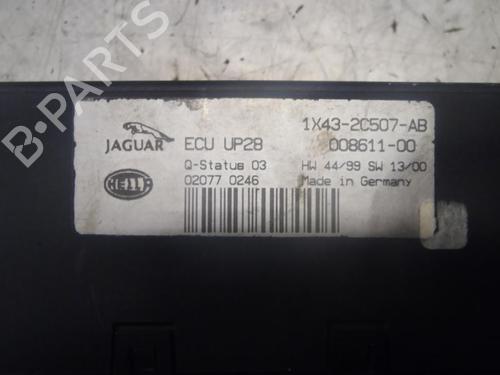 JAGUAR
HELLA
ECU UP28
Q-Status 03
02077 0246
1X43-2C507-AB
008611-00
HW 44/99 SW 13/00
Made in Germany
B-PARTS